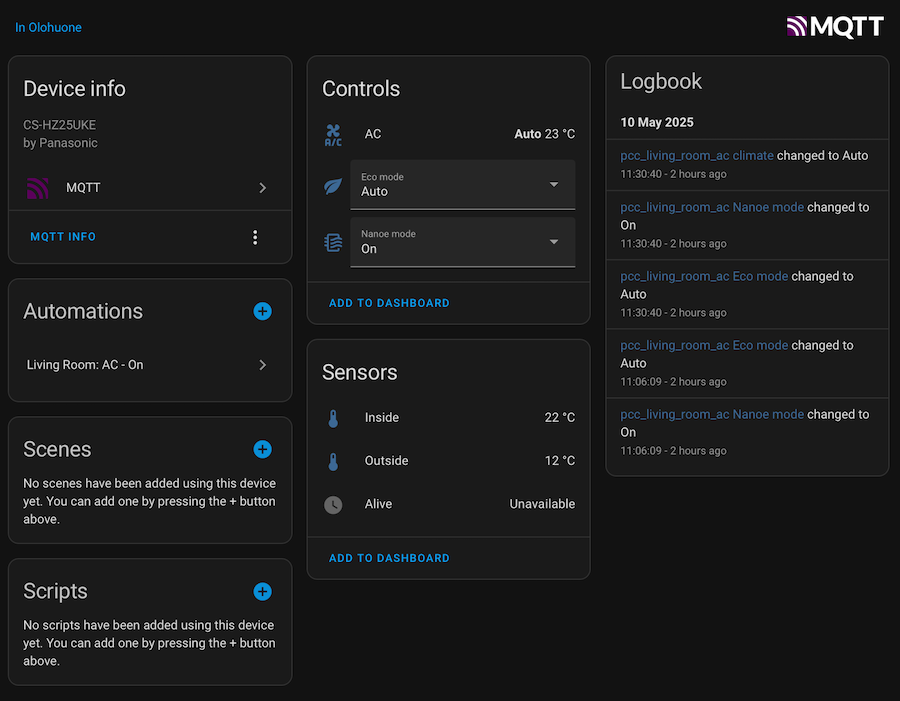 In Olohuone
MQTT
Device info
CS-HZ25UKE
by Panasonic
MQTT
MQTT INFO
Automations
Living Room: AC - On
Scenes
No scenes have been added using this device
yet. You can add one by pressing the + button
above.
Scripts
No scripts have been added using this device
yet. You can add one by pressing the + button
above.
Controls
A/C
AC
Auto 23 °C
Eco mode
Auto
Nanoe mode
On
ADD TO DASHBOARD
Sensors
Inside
22 °C
Outside
12 °C
Alive
Unavailable
ADD TO DASHBOARD
Logbook
10 May 2025
pcc_living_room_ac climate changed to Auto
11:30:40 - 2 hours ago
pcc_living_room_ac Nanoe mode changed to
On
11:30:40 - 2 hours ago
pcc_living_room_ac Eco mode changed to
Auto
11:30:40 - 2 hours ago
pcc_living_room_ac Eco mode changed to
Auto
11:06:09 - 2 hours ago
pcc_living_room_ac Nanoe mode changed to
On
11:06:09 - 2 hours ago